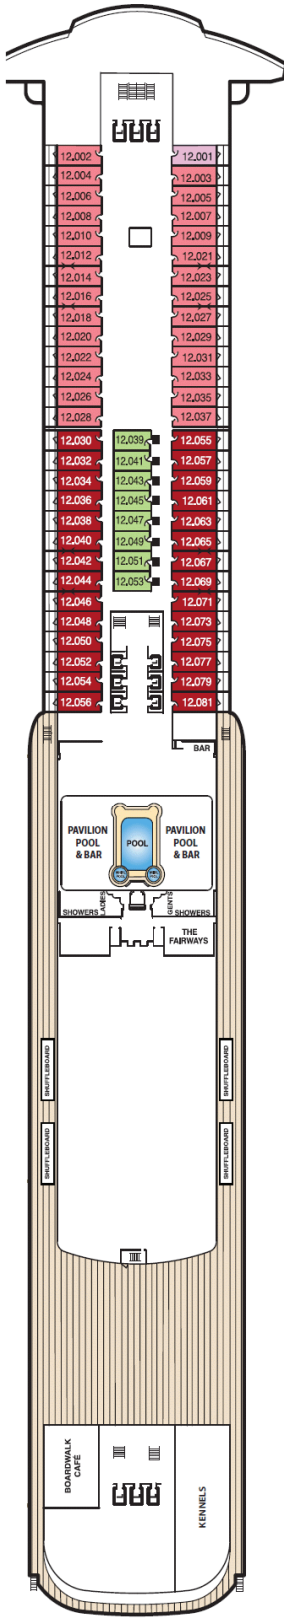 12.002 12.001
12.004 12.003
12.006 12.005
12.008 12.007
12.010 12.009
12.012 12.021
12.014 12.023
12.016 12.025
12.018 12.027
12.020 12.029
12.022 12.031
12.024 12.033
12.026 12.035
12.028 12.037
12.030 12.039 12.055
12.032 12.041 12.057
12.034 12.043 12.059
12.036 12.045 12.061
12.038 12.047 12.063
12.040 12.049 12.065
12.042 12.051 12.067
12.044 12.053 12.069
12.046 12.071
12.048 12.073
12.050 12.075
12.052 12.077
12.054 12.079
12.056 12.081
BAR
PAVILION
POOL
& BAR
POOL
PAVILION
POOL
& BAR
SHOWERS
LADIES
GENTS
SHOWERS
THE
FAIRWAYS
SHUFFLEBOARD
SHUFFLEBOARD
SHUFFLEBOARD
SHUFFLEBOARD
BOARDWALK
CAFÉ
KENNELS